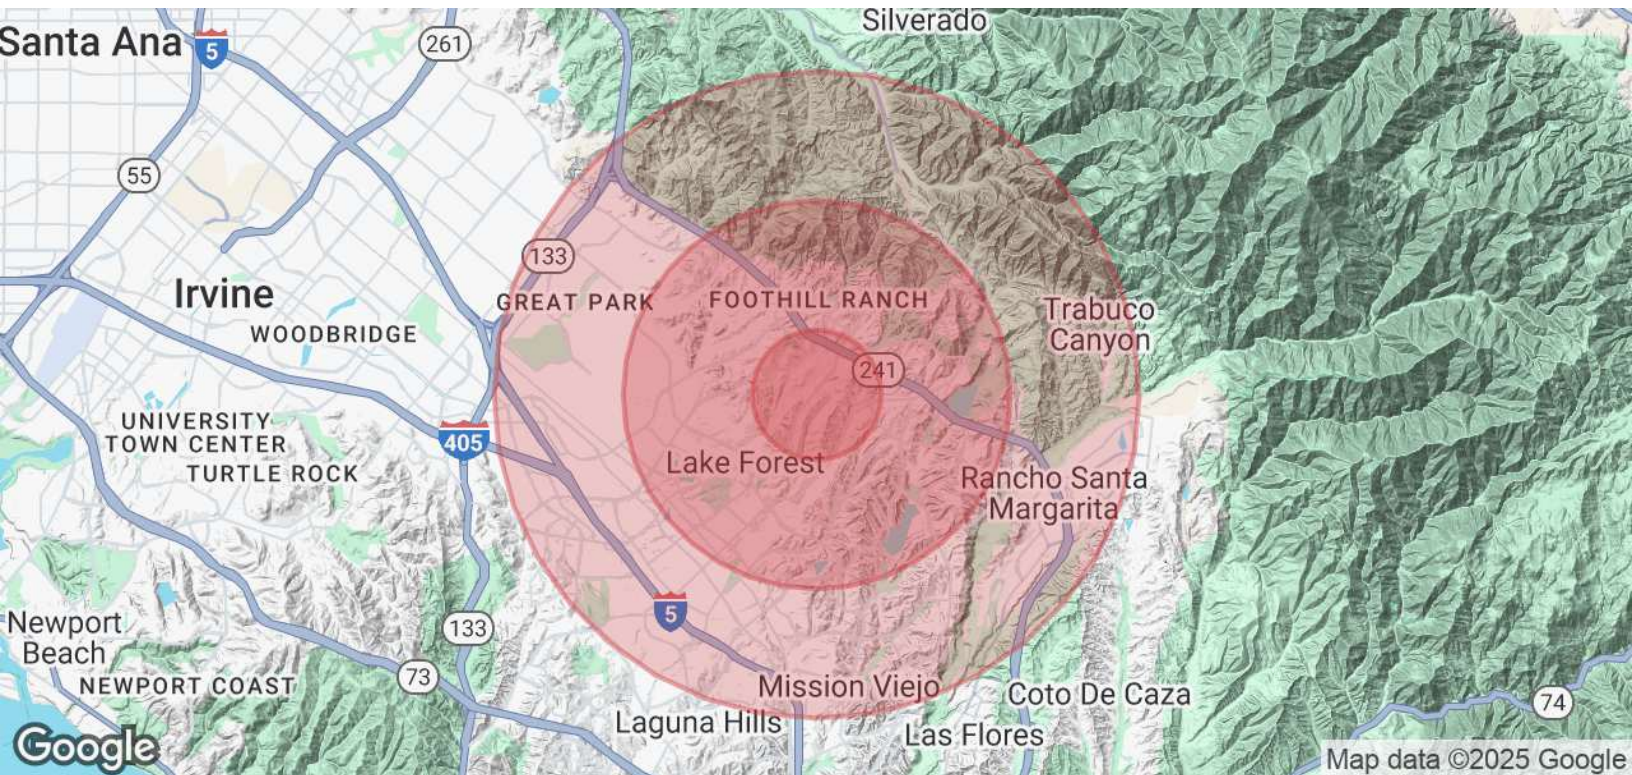 Silverado
Santa Ana
5
261
55
133
Irvine
GREAT PARK
FOOTHILL RANCH
Trabuco
Canyon
WOODBRIDGE
241
UNIVERSITY
TOWN CENTER
405
TURTLE ROCK
Lake Forest
Rancho Santa
Margarita
5
Newport
Beach
133
73
NEWPORT COAST
Mission Viejo
Coto De Caza
74
Laguna Hills
Las Flores
Google
Map data ©2025 Google